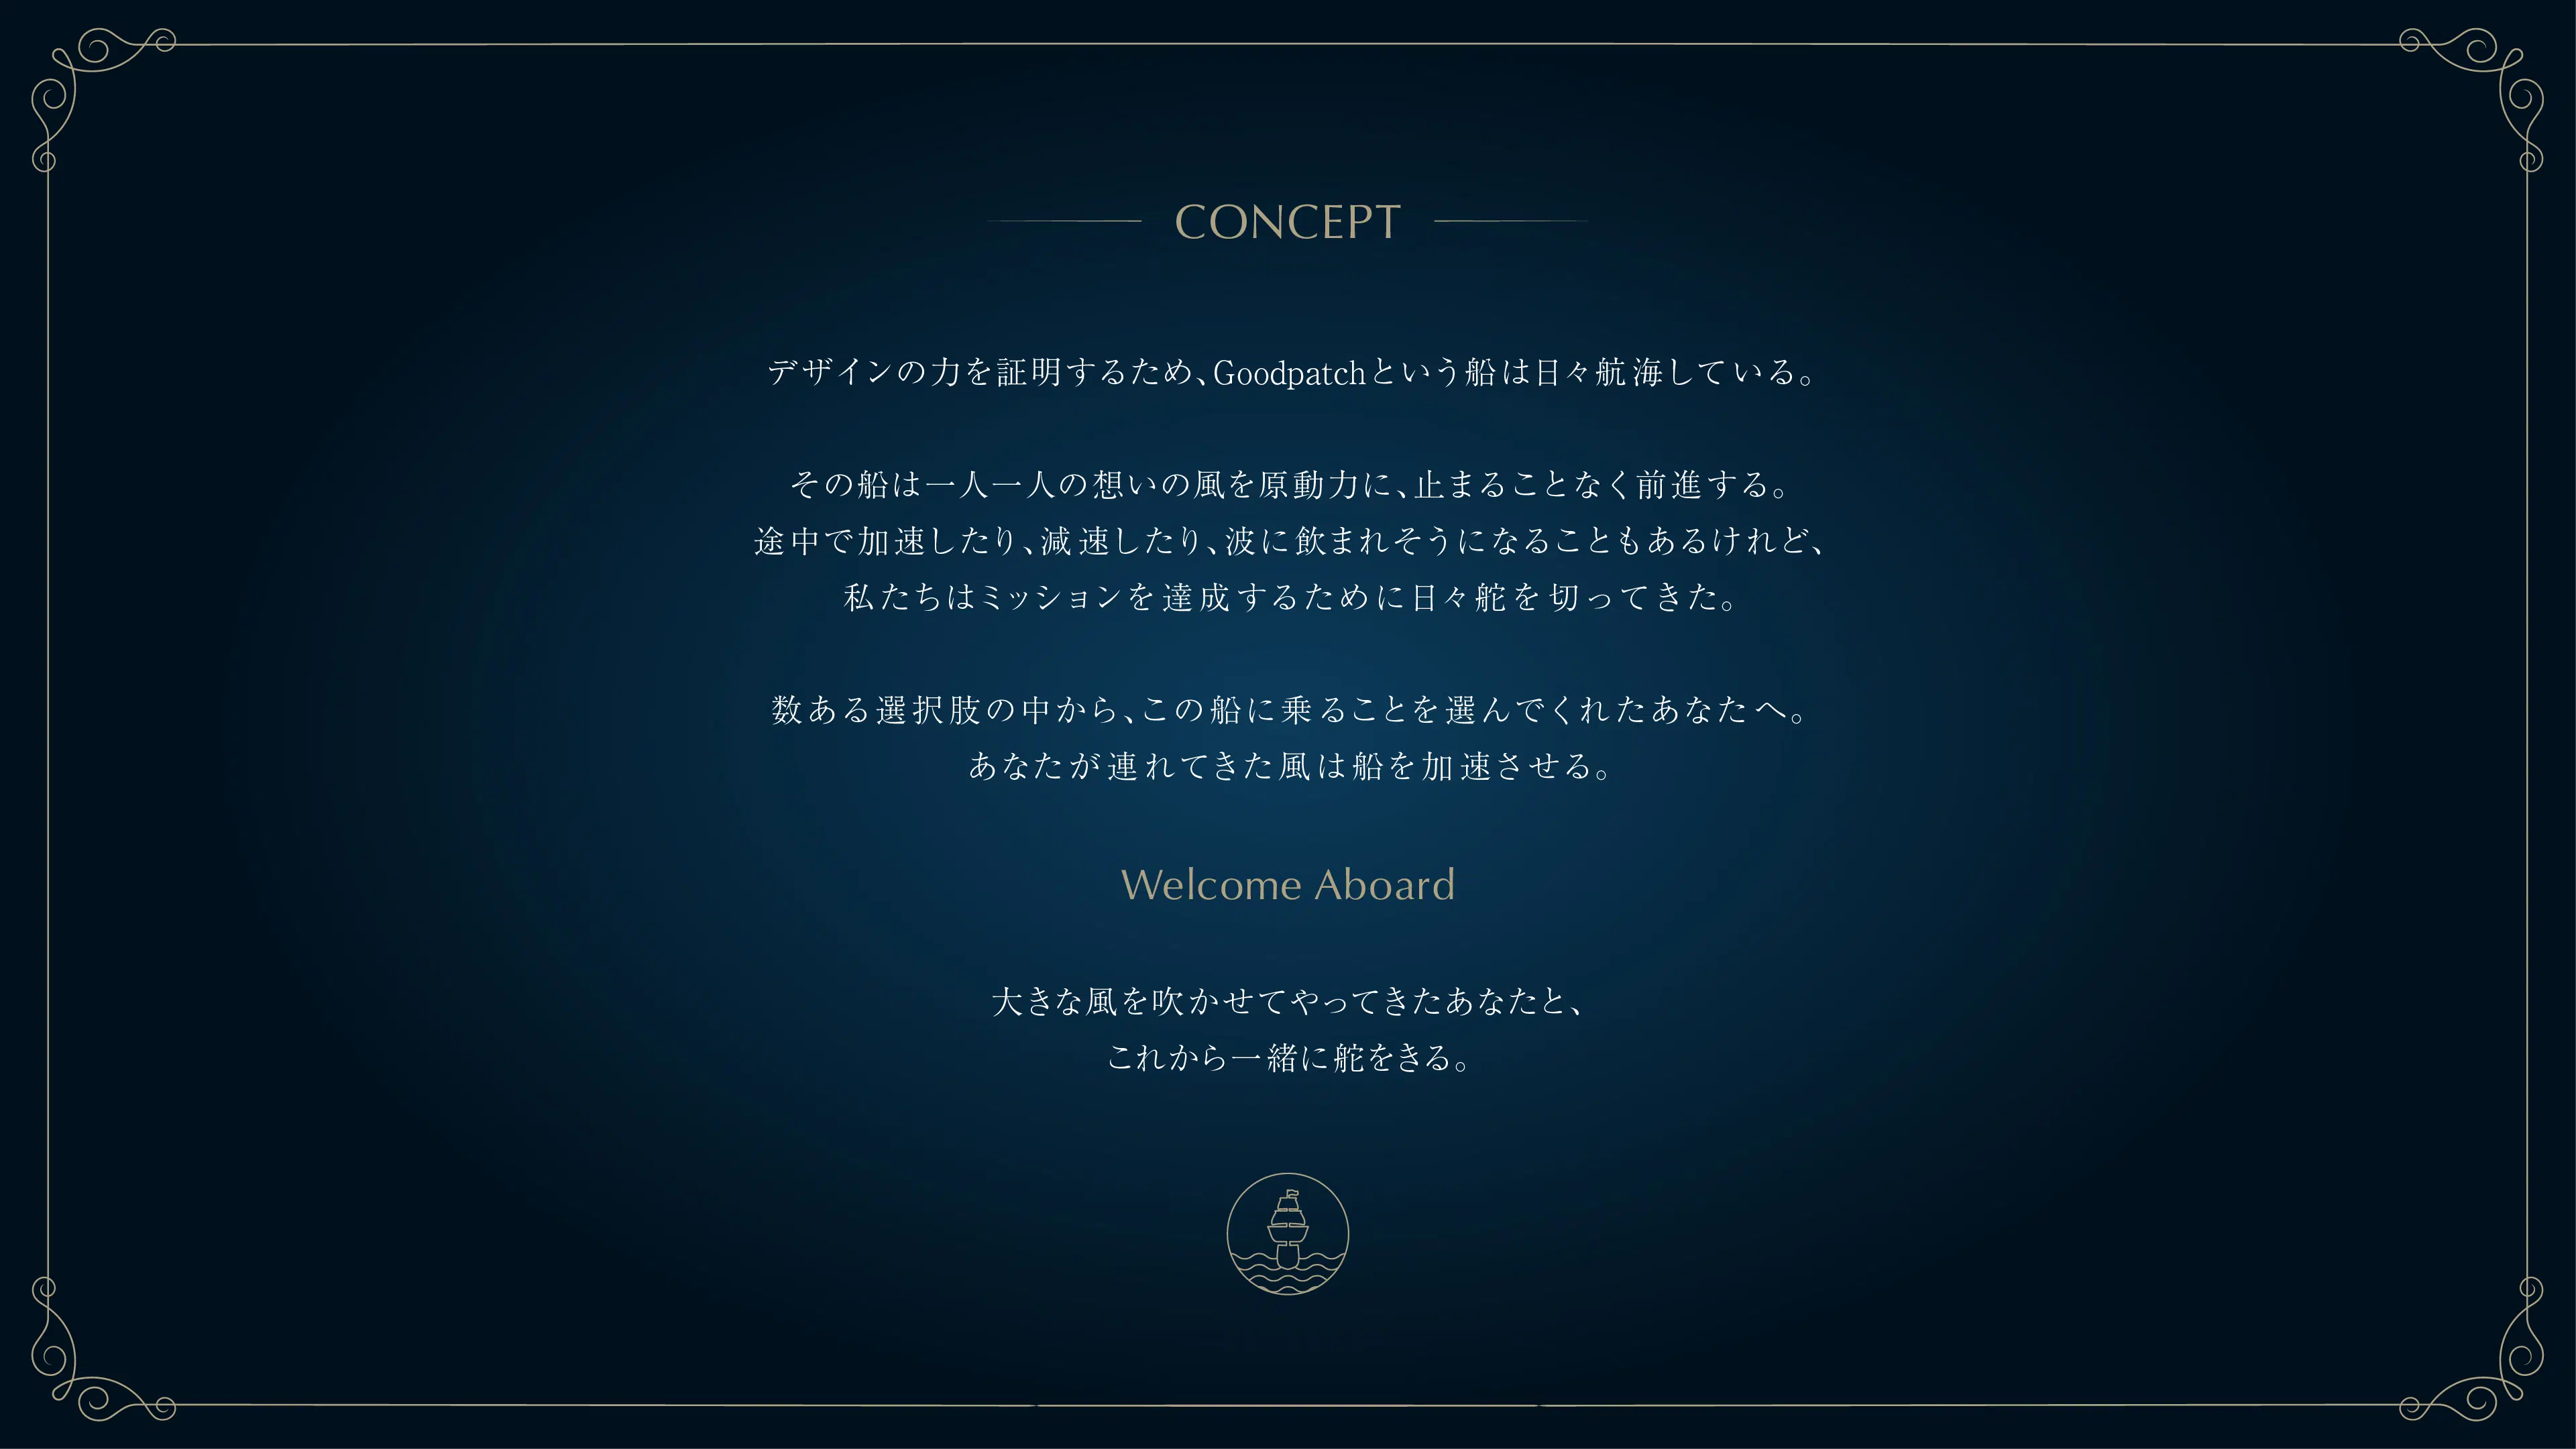 CONCEPT
デザインの力を証明するため、Goodpatchという船は日々航海している。
その船は一人一人の想いの風を原動力に、止まることなく前進する。
途中で加速したり、減速したり、波に飲まれそうになることもあるけれど、
私たちはミッションを達成するために日々舵を切ってきた。
数ある選択肢の中から、この船に乗ることを選んでくれたあなたへ。
あなたが連れてきた風は船を加速させる。
Welcome Aboard
大きな風を吹かせてやってきたあなたと、
これから一緒に舵をきる。